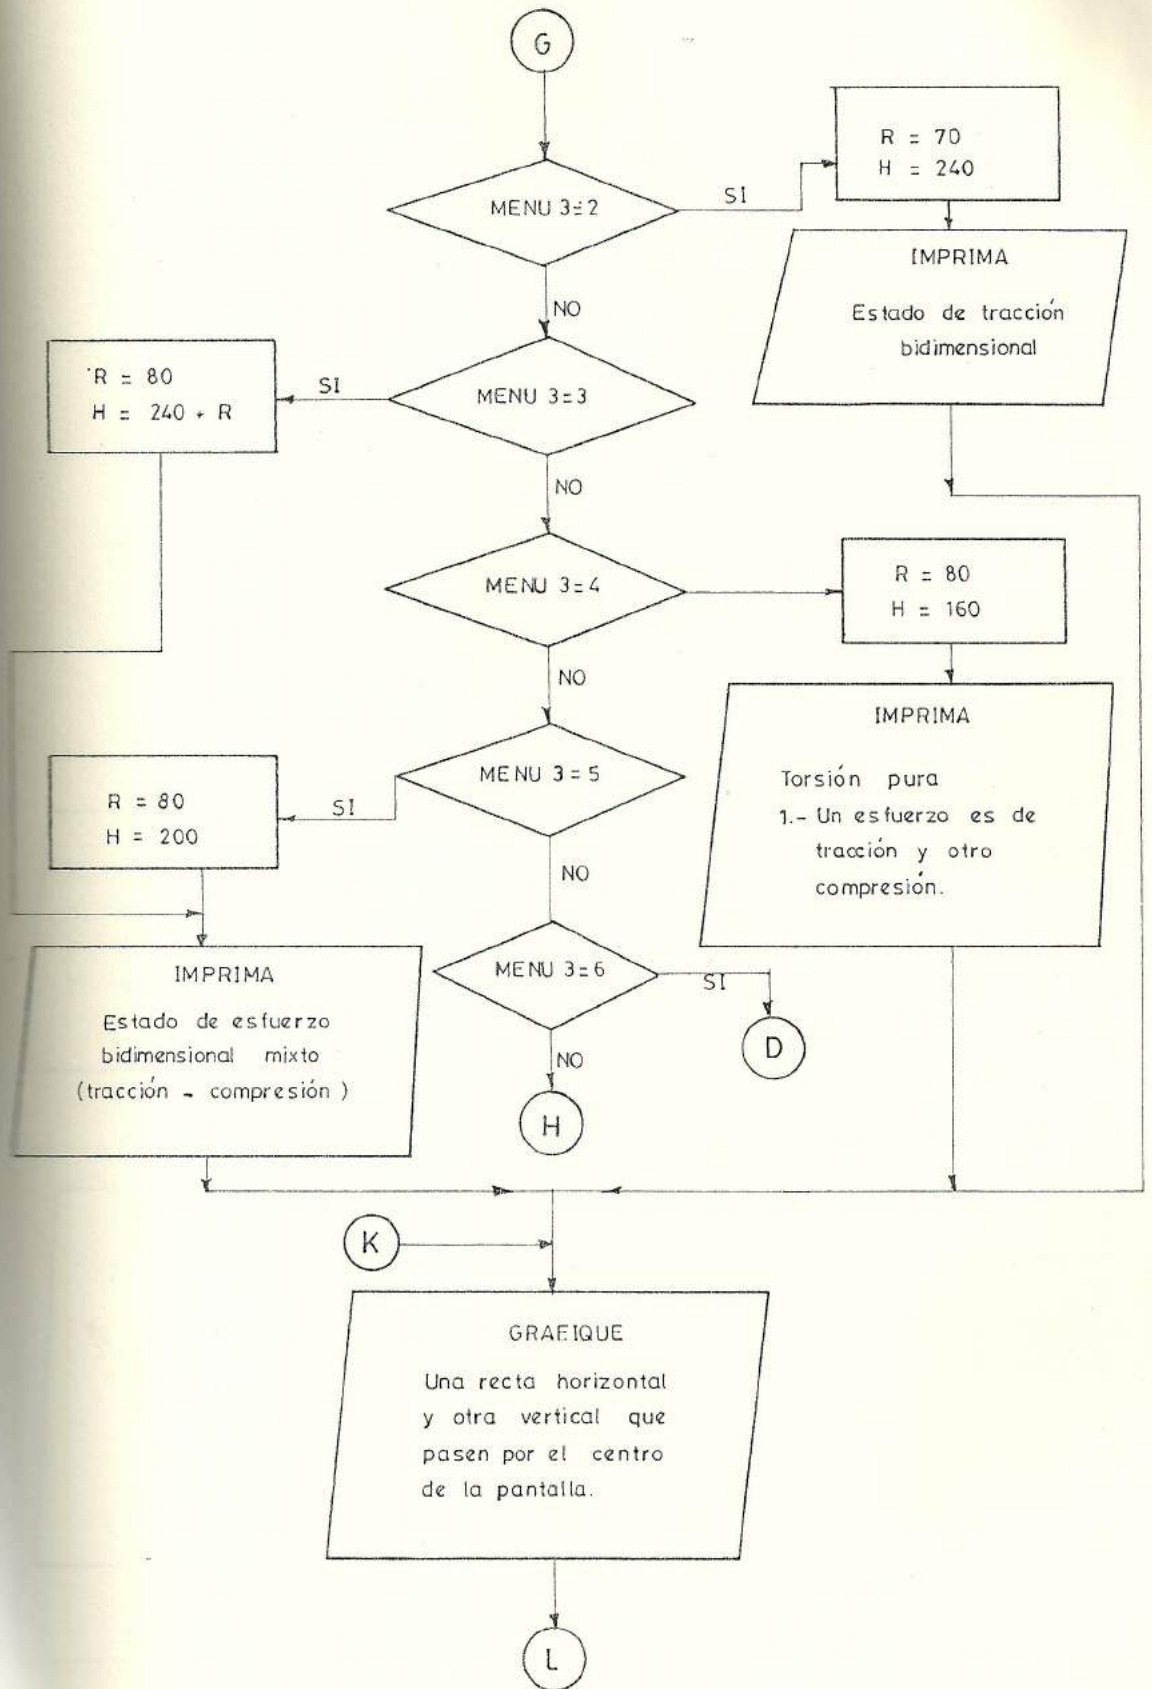 G
MENU 3=2
SI
R = 70
H = 240
IMPRIMA
Estado de tracción
bidimensional
NO
MENU 3=3
SI
R = 80
H = 240 + R
NO
MENU 3=4
R = 80
H = 160
IMPRIMA
Torsión pura
1.- Un esfuerzo es de
tracción y otro
compresión.
NO
MENU 3=5
SI
R = 80
H = 200
NO
IMPRIMA
Estado de esfuerzo
bidimensional mixto
(tracción - compresión)
MENU 3=6
SI
D
NO
H
K
GRAFIQUE
Una recta horizontal
y otra vertical que
pasen por el centro
de la pantalla.
L